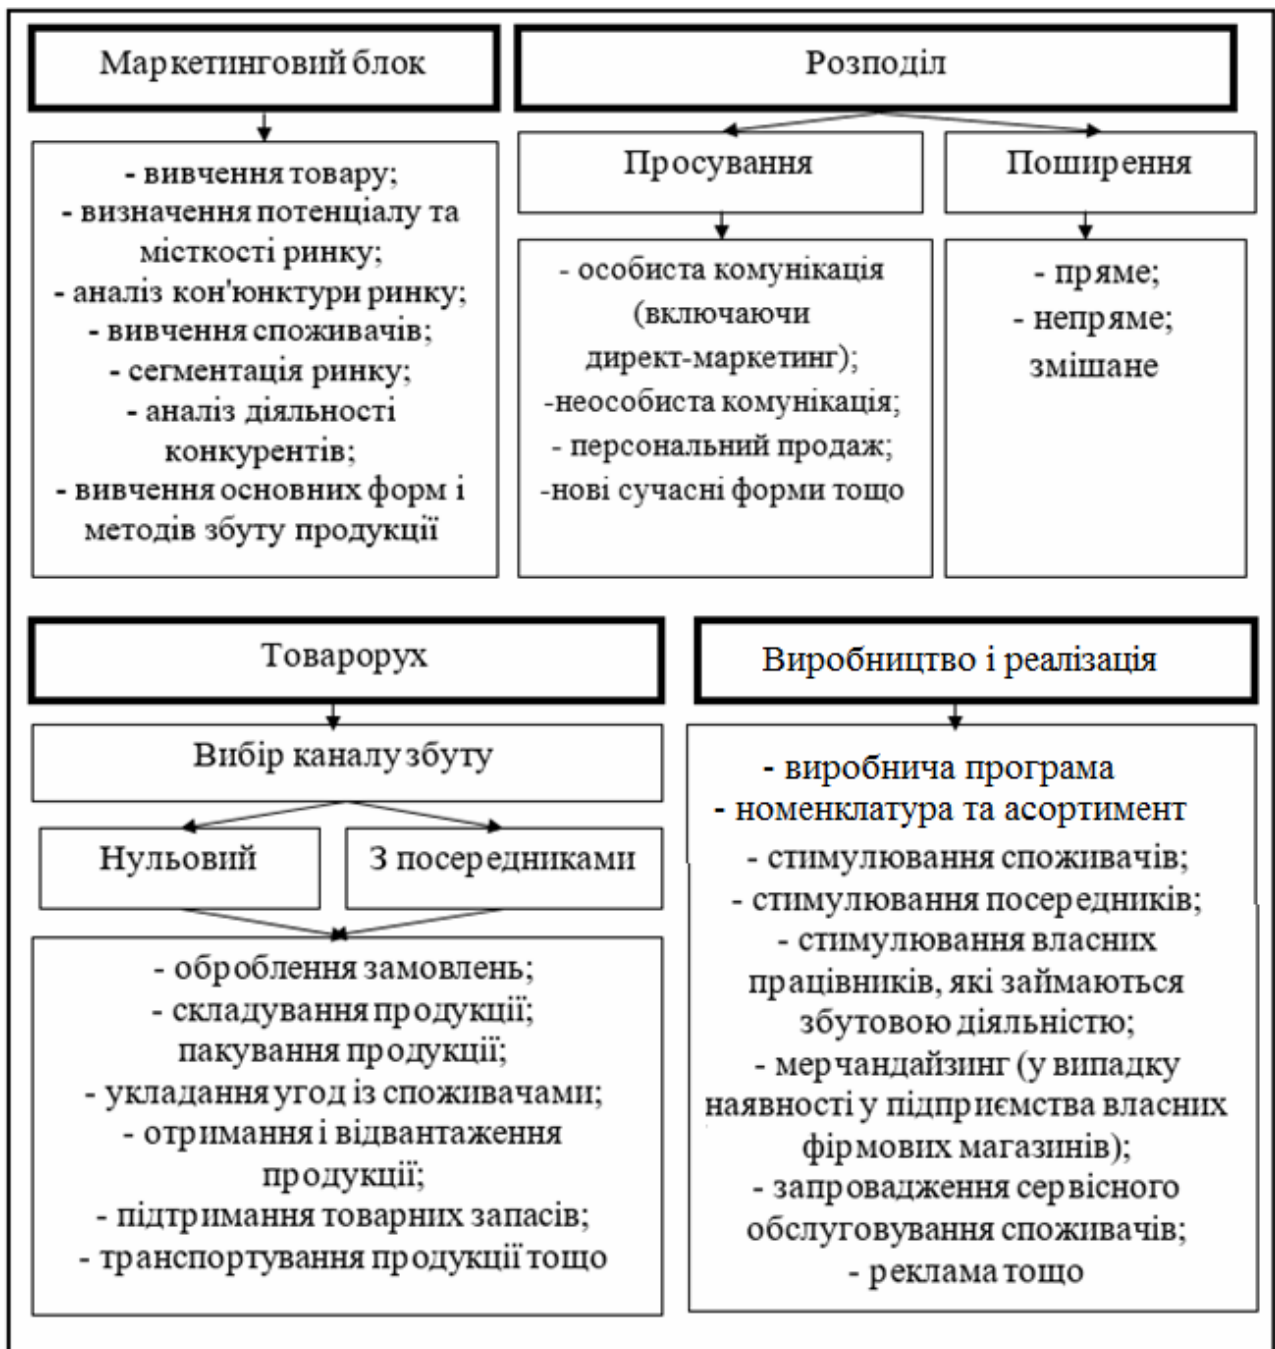 Маркетинговий блок
- вивчення товару;
- визначення потенціалу та
місткості ринку;
- аналіз кон'юнктури ринку;
- вивчення споживачів;
- сегментація ринку;
- аналіз діяльності
конкурентів;
- вивчення основних форм і
методів збуту продукції
Розподіл
Просування
- особиста комунікація
(включаючи
директ-маркетинг);
-неособиста комунікація;
- персональний продаж;
-нові сучасні форми тощо
Поширення
- пряме;
- непряме;
змішане
Товарорух
Вибір каналу збуту
Нульовий
З посередниками
- оброблення замовлень;
- складування продукції;
пакування продукції;
- укладання угод із споживачами;
- отримання і відвантаження
продукції;
- підтримання товарних запасів;
- транспортування продукції тощо
Виробництво і реалізація
- виробнича програма
- номенклатура та асортимент
- стимулювання споживачів;
- стимулювання посередників;
- стимулювання власних
працівників, які займаються
збутовою діяльністю;
- мерчандайзинг (у випадку
наявності у підприємства власних
фірмових магазинів);
- запровадження сервісного
обслуговування споживачів;
- реклама тощо